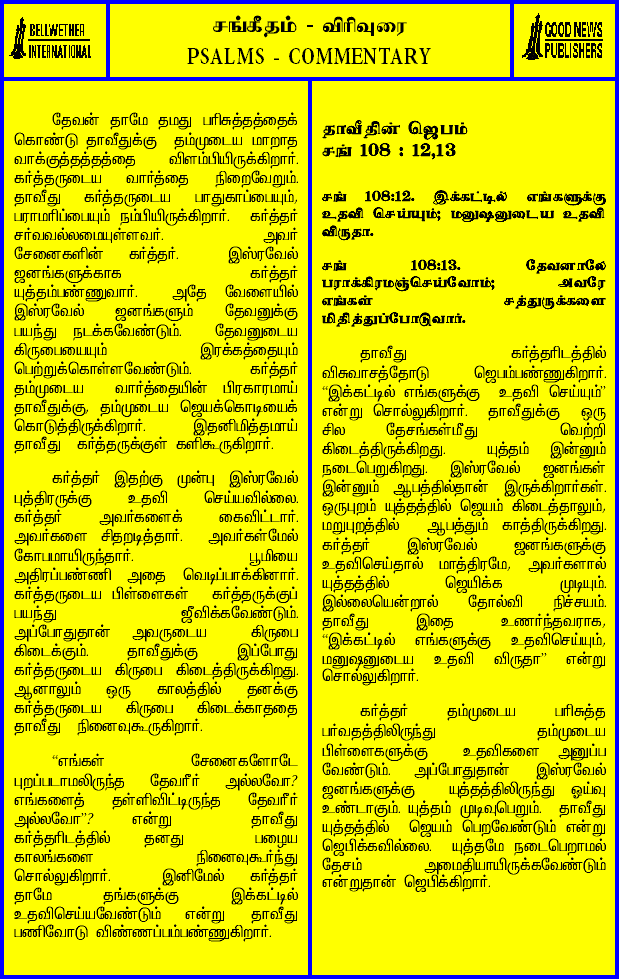 BELLWETHER
INTERNATIONAL
சங்கீதம் - விரிவுரை
PSALMS - COMMENTARY
GOOD NEWS
PUBLISHERS
தேவன் தாமே தமது பரிசுத்தத்தைக்
கொண்டு தாவீதுக்கு தம்முடைய மாறாத
வாக்குத்தத்தத்தை விளம்பியிருக்கிறார்.
கர்த்தருடைய வார்த்தை நிறைவேறும்.
தாவீது கர்த்தருடைய பாதுகாப்பையும்,
பராமரிப்பையும் நம்பியிருக்கிறார். கர்த்தர்
சர்வவல்லமையுள்ளவர். அவர்
சேனைகளின் கர்த்தர். இஸ்ரவேல்
ஜனங்களுக்காக கர்த்தர்
யுத்தம்பண்ணுவார். அதே வேளையில்
இஸ்ரவேல் ஜனங்களும் தேவனுக்கு
பயந்து நடக்கவேண்டும். தேவனுடைய
கிருபையையும் இரக்கத்தையும்
பெற்றுக்கொள்ளவேண்டும். கர்த்தர்
தம்முடைய வார்த்தையின் பிரகாரமாய்
தாவீதுக்கு, தம்முடைய ஜெயக்கொடியைக்
கொடுத்திருக்கிறார். இதனிமித்தமாய்
தாவீது கர்த்தருக்குள் களிகூருகிறார்.
கர்த்தர் இதற்கு முன்பு இஸ்ரவேல்
புத்திரருக்கு உதவி செய்யவில்லை.
கர்த்தர் அவர்களைக் கைவிட்டார்.
அவர்களை சிதறடித்தார். அவர்கள்மேல்
கோபமாயிருந்தார். பூமியை
அதிரப்பண்ணி அதை வெடிப்பாக்கினார்.
கர்த்தருடைய பிள்ளைகள் கர்த்தருக்குப்
பயந்து ஜீவிக்கவேண்டும்.
அப்போதுதான் அவருடைய கிருபை
கிடைக்கும். தாவீதுக்கு இப்போது
கர்த்தருடைய கிருபை கிடைத்திருக்கிறது.
ஆனாலும் ஒரு காலத்தில் தனக்கு
கர்த்தருடைய கிருபை கிடைக்காததை
தாவீது நினைவுகூருகிறார்.
“எங்கள் சேனைகளோடே
புறப்படாமலிருந்த தேவரீர் அல்லவோ?
எங்களைத் தள்ளிவிட்டிருந்த தேவரீர்
அல்லவோ”? என்று தாவீது
கர்த்தரிடத்தில் தனது பழைய
காலங்களை நினைவுகூர்ந்து
சொல்லுகிறார். இனிமேல் கர்த்தர்
தாமே தங்களுக்கு இக்கட்டில்
உதவிசெய்யவேண்டும் என்று தாவீது
பணிவோடு விண்ணப்பம்பண்ணுகிறார்.
தாவீதின் ஜெபம்
சங் 108 : 12,13
சங் 108:12. இக்கட்டில் எங்களுக்கு
உதவி செய்யும்; மனுஷனுடைய உதவி
விருதா.
சங் 108:13. தேவனாலே
பராக்கிரமஞ்செய்வோம்; அவரே
எங்கள் சத்துருக்களை
மிதித்துப்போடுவார்.
தாவீது கர்த்தரிடத்தில்
விசுவாசத்தோடு ஜெபம்பண்ணுகிறார்.
“இக்கட்டில் எங்களுக்கு உதவி செய்யும்”
என்று சொல்லுகிறார். தாவீதுக்கு ஒரு
சில தேசங்கள்மீது வெற்றி
கிடைத்திருக்கிறது. யுத்தம் இன்னும்
நடைபெறுகிறது. இஸ்ரவேல் ஜனங்கள்
இன்னும் ஆபத்தில்தான் இருக்கிறார்கள்.
ஒருபுறம் யுத்தத்தில் ஜெயம் கிடைத்தாலும்,
மறுபுறத்தில் ஆபத்தும் காத்திருக்கிறது.
கர்த்தர் இஸ்ரவேல் ஜனங்களுக்கு
உதவிசெய்தால் மாத்திரமே, அவர்களால்
யுத்தத்தில் ஜெயிக்க முடியும்.
இல்லையென்றால் தோல்வி நிச்சயம்.
தாவீது இதை உணர்ந்தவராக,
“இக்கட்டில் எங்களுக்கு உதவிசெய்யும்,
மனுஷனுடைய உதவி விருதா” என்று
சொல்லுகிறார்.
கர்த்தர் தம்முடைய பரிசுத்த
பர்வதத்திலிருந்து தம்முடைய
பிள்ளைகளுக்கு உதவிகளை அனுப்ப
வேண்டும். அப்போதுதான் இஸ்ரவேல்
ஜனங்களுக்கு யுத்தத்திலிருந்து ஓய்வு
உண்டாகும். யுத்தம் முடிவுபெறும். தாவீது
யுத்தத்தில் ஜெயம் பெறவேண்டும் என்று
ஜெபிக்கவில்லை. யுத்தமே நடைபெறாமல்
தேசம் அமைதியாயிருக்கவேண்டும்
என்றுதான் ஜெபிக்கிறார்.